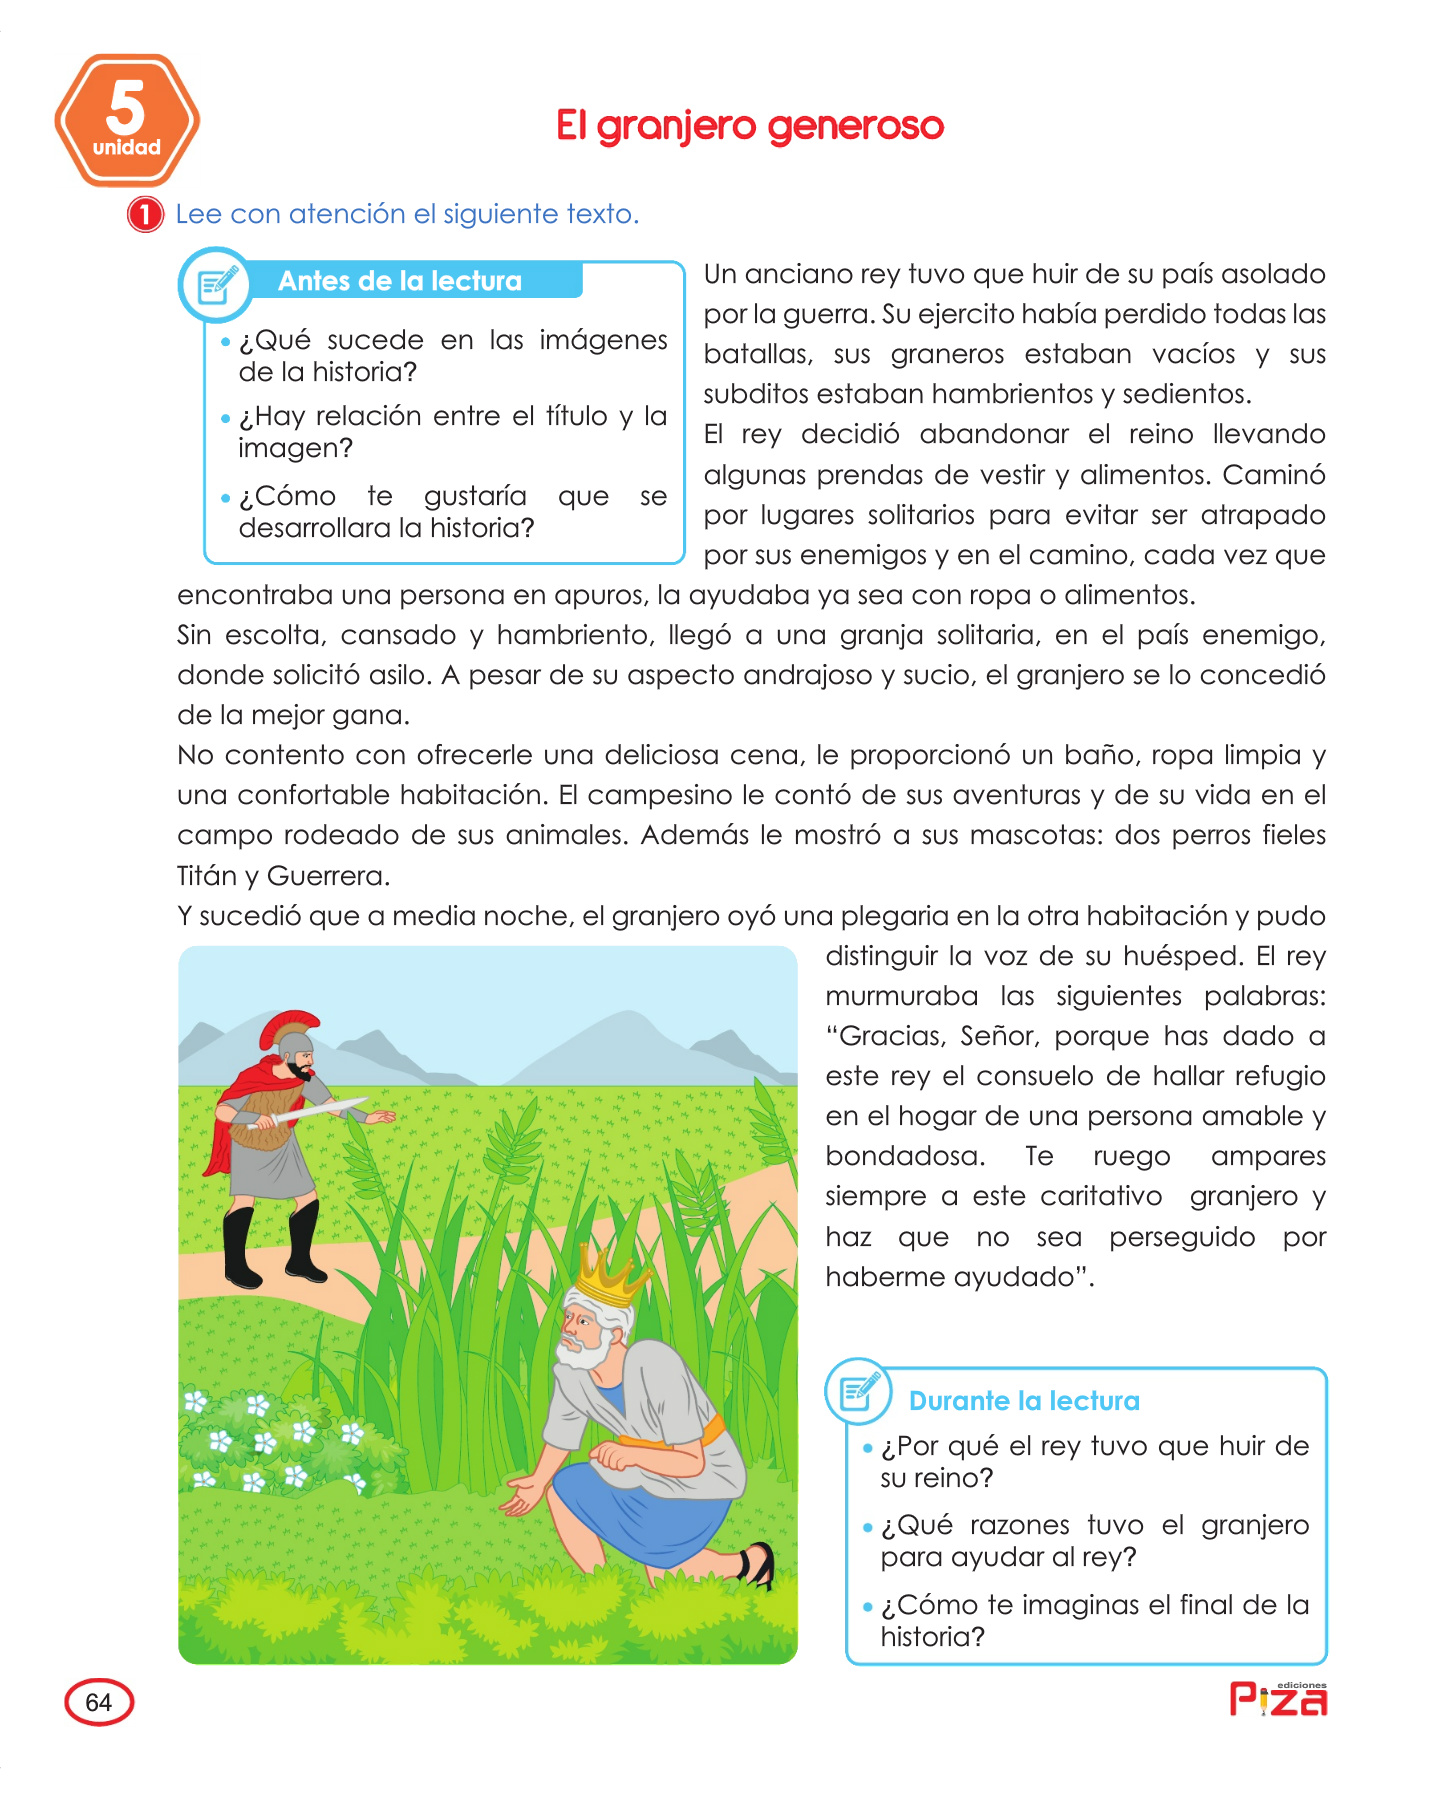 5
unidad
El granjero generoso
1 Lee con atención el siguiente texto.
Antes de la lectura
• ¿Qué sucede en las imágenes
de la historia?
• ¿Hay relación entre el título y la
imagen?
• ¿Cómo te gustaría que se
desarrollara la historia?
Un anciano rey tuvo que huir de su país asolado
por la guerra. Su ejercito había perdido todas las
batallas, sus graneros estaban vacíos y sus
subditos estaban hambrientos y sedientos.
El rey decidió abandonar el reino llevando
algunas prendas de vestir y alimentos. Caminó
por lugares solitarios para evitar ser atrapado
por sus enemigos y en el camino, cada vez que
encontraba una persona en apuros, la ayudaba ya sea con ropa o alimentos.
Sin escolta, cansado y hambriento, llegó a una granja solitaria, en el país enemigo,
donde solicitó asilo. A pesar de su aspecto andrajoso y sucio, el granjero se lo concedió
de la mejor gana.
No contento con ofrecerle una deliciosa cena, le proporcionó un baño, ropa limpia y
una confortable habitación. El campesino le contó de sus aventuras y de su vida en el
campo rodeado de sus animales. Además le mostró a sus mascotas: dos perros fieles
Titán y Guerrera.
Y sucedió que a media noche, el granjero oyó una plegaria en la otra habitación y pudo
distinguir la voz de su huésped. El rey
murmuraba las siguientes palabras:
“Gracias, Señor, porque has dado a
este rey el consuelo de hallar refugio
en el hogar de una persona amable y
bondadosa. Te ruego ampares
siempre a este caritativo granjero y
haz que no sea perseguido por
haberme ayudado”.
Durante la lectura
• ¿Por qué el rey tuvo que huir de
su reino?
• ¿Qué razones tuvo el granjero
para ayudar al rey?
• ¿Cómo te imaginas el final de la
historia?
64
ediciones
Piza